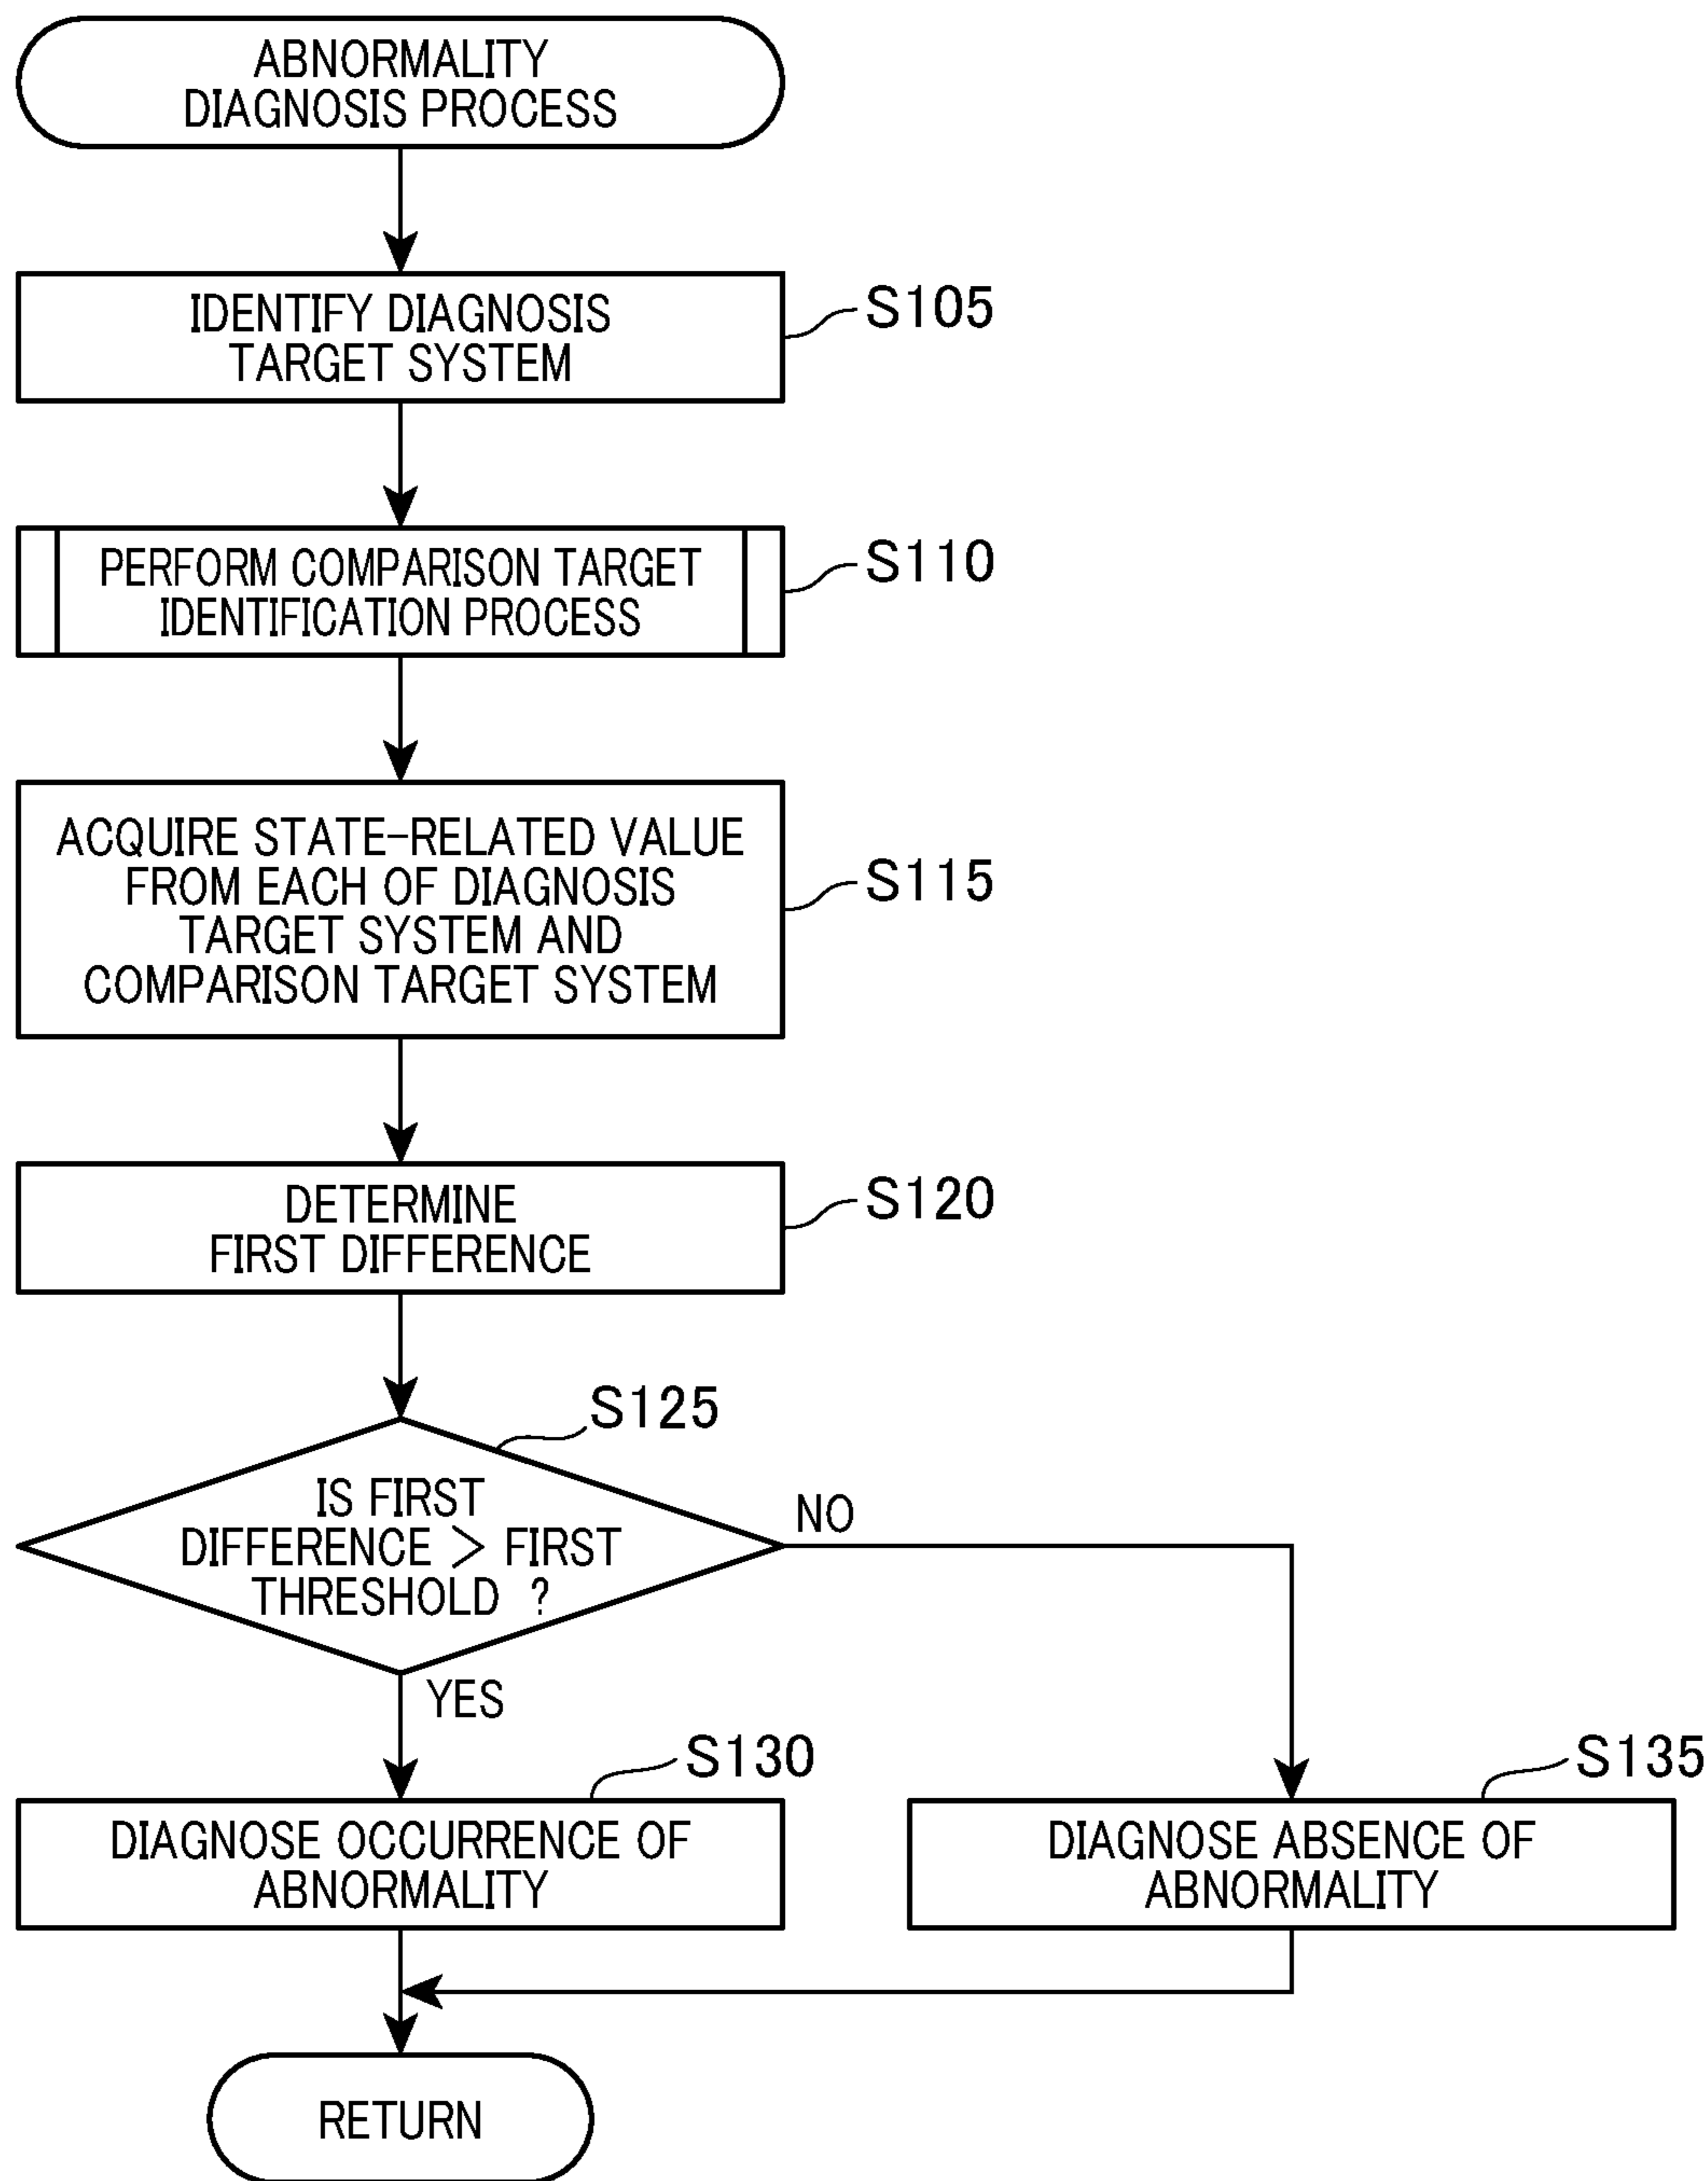 ABNORMALITY
DIAGNOSIS PROCESS
IDENTIFY DIAGNOSIS
TARGET SYSTEM
S105
PERFORM COMPARISON TARGET
IDENTIFICATION PROCESS
S110
ACQUIRE STATE-RELATED VALUE
FROM EACH OF DIAGNOSIS
TARGET SYSTEM AND
COMPARISON TARGET SYSTEM
S115
DETERMINE
FIRST DIFFERENCE
S120
S125
IS FIRST
DIFFERENCE > FIRST
THRESHOLD ?
NO
YES
S130
DIAGNOSE OCCURRENCE OF
ABNORMALITY
S135
DIAGNOSE ABSENCE OF
ABNORMALITY
RETURN